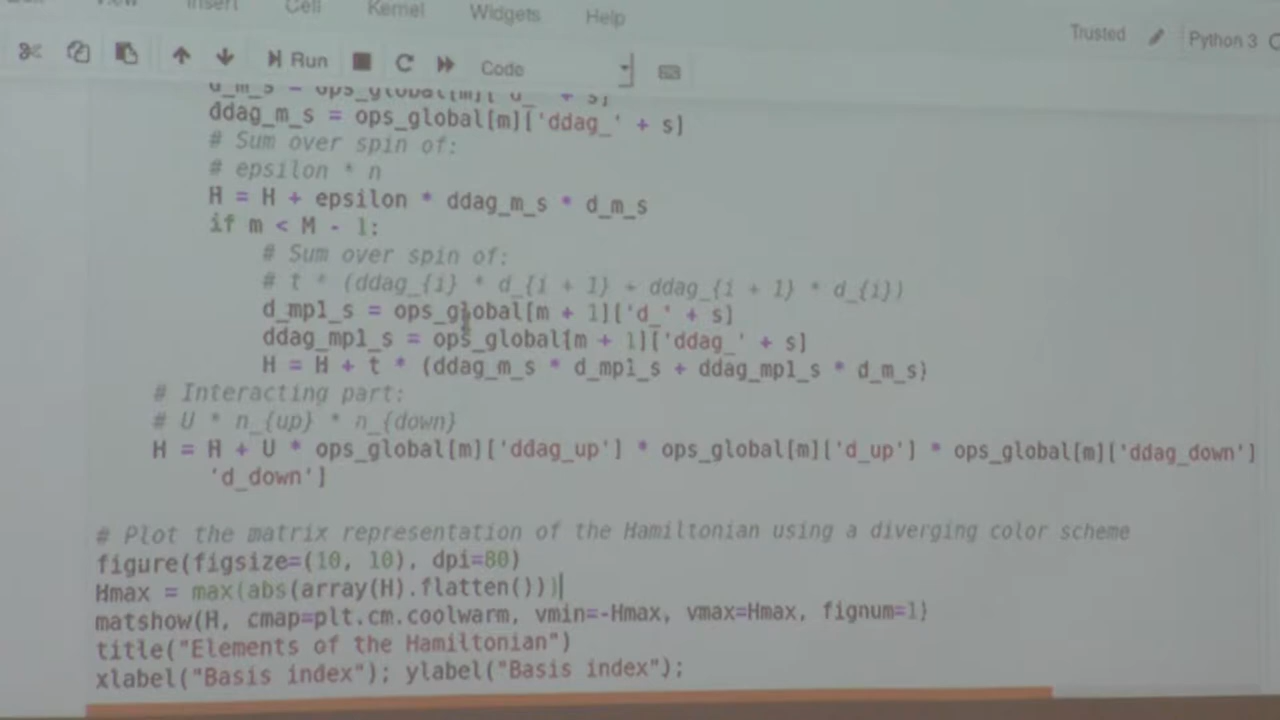 Insert Cell Kernel Widgets Help
Trusted Python 3
Run Code
ddag_m_s = ops_global[m]['ddag_' + s]
# Sum over spin of:
# epsilon * n
H = H + epsilon * ddag_m_s * d_m_s
if m < M - 1:
# Sum over spin of:
# t * (ddag_{i} * d_{i + 1} + ddag_{i + 1} * d_{i})
d_mp1_s = ops_global[m + 1]['d_' + s]
ddag_mp1_s = ops_global[m + 1]['ddag_' + s]
H = H + t * (ddag_m_s * d_mp1_s + ddag_mp1_s * d_m_s)
# Interacting part:
# U * n_{up} * n_{down}
H = H + U * ops_global[m]['ddag_up'] * ops_global[m]['d_up'] * ops_global[m]['ddag_down']
'd_down']
# Plot the matrix representation of the Hamiltonian using a diverging color scheme
figure(figsize=(10, 10), dpi=80)
Hmax = max(abs(array(H).flatten()))
matshow(H, cmap=plt.cm.coolwarm, vmin=-Hmax, vmax=Hmax, fignum=1)
title("Elements of the Hamiltonian")
xlabel("Basis index"); ylabel("Basis index");